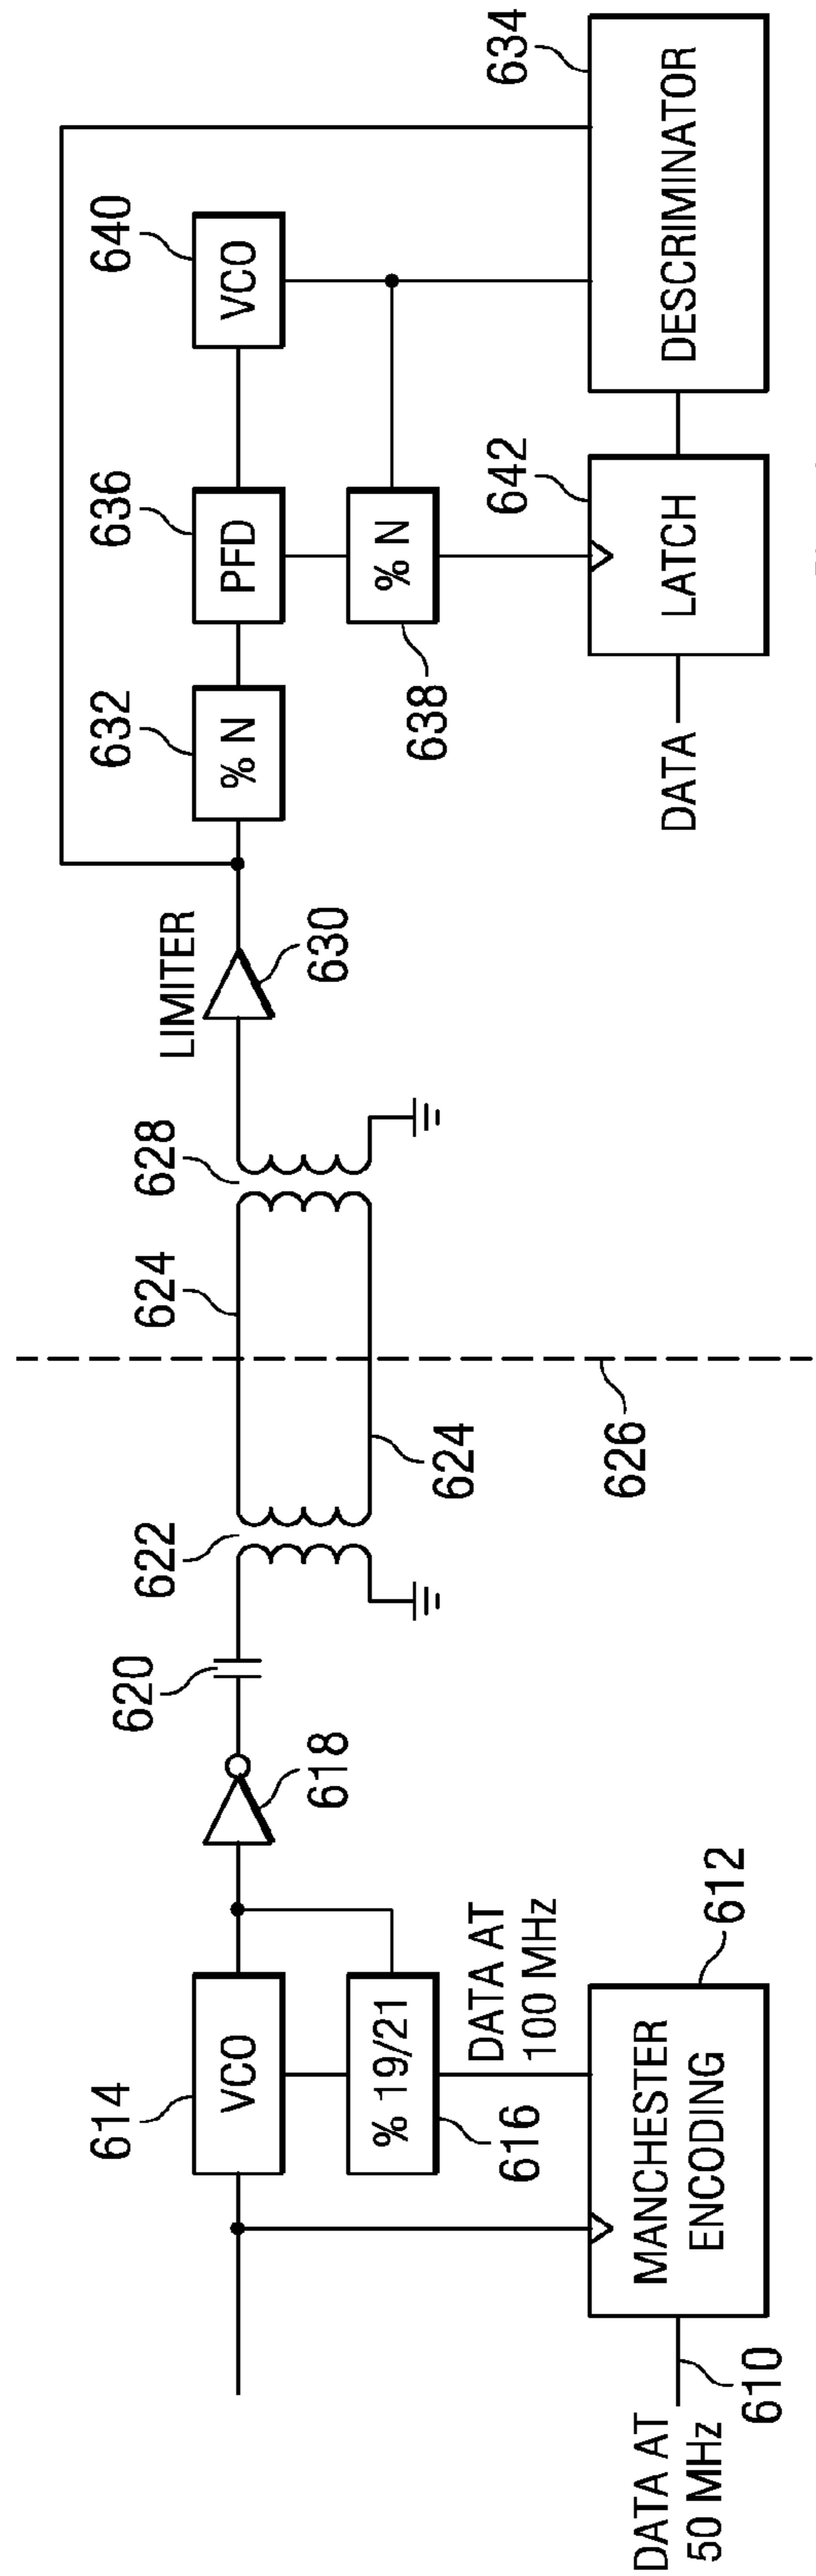 614
VCO
% 19/21
616
618
620
622
624
624
626
628
LIMITER
630
632
% N
636
PFD
% N
638
640
VCO
DATA AT
100 MHz
612
MANCHESTER
ENCODING
DATA AT
50 MHz
610
DATA
642
LATCH
634
DESCRIMINATOR